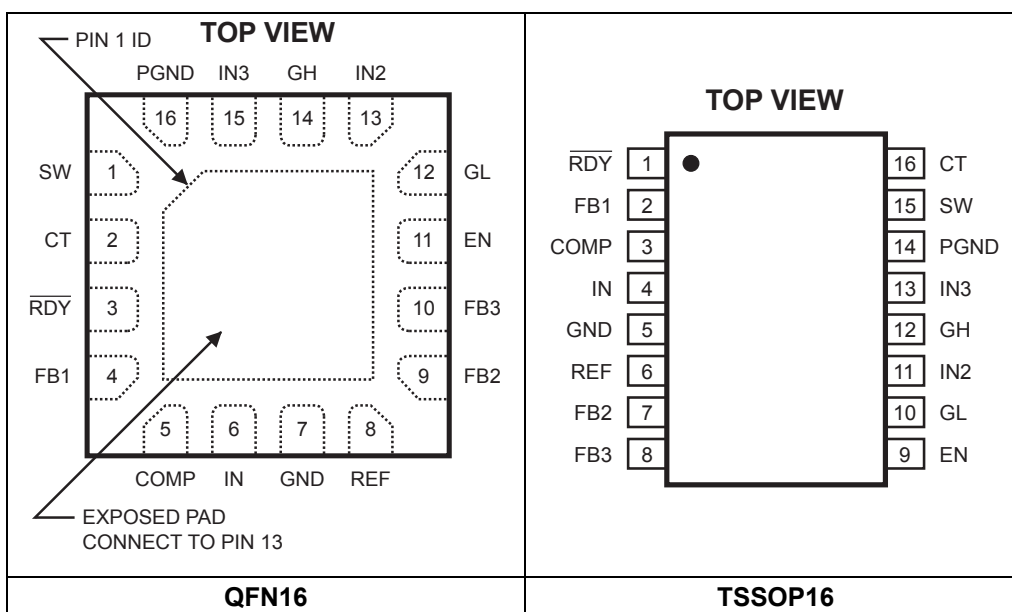 TOP VIEW
PIN 1 ID
PGND IN3 GH IN2
16 15 14 13
SW 1 12 GL
CT 2 11 EN
RDY 3 10 FB3
FB1 4 9 FB2
5 6 7 8
COMP IN GND REF
EXPOSED PAD
CONNECT TO PIN 13
QFN16
TOP VIEW
RDY 1 16 CT
FB1 2 15 SW
COMP 3 14 PGND
IN 4 13 IN3
GND 5 12 GH
REF 6 11 IN2
FB2 7 10 GL
FB3 8 9 EN
TSSOP16